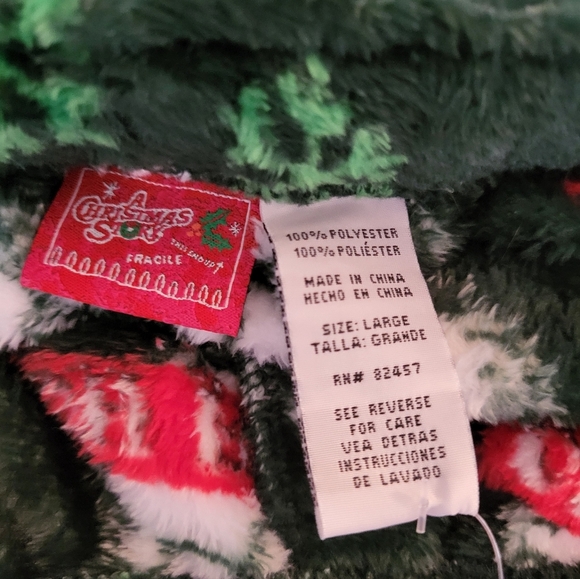 A
CHRISTMAS
STORY
THIS END UP↑
FRAGILE
100% POLYESTER
100% POLIÉSTER
MADE IN CHINA
HECHO EN CHINA
SIZE: LARGE
TALLA: GRANDE
RN# 82457
SEE REVERSE
FOR CARE
VEA DETRAS
INSTRUCCIONES
DE LAVADO